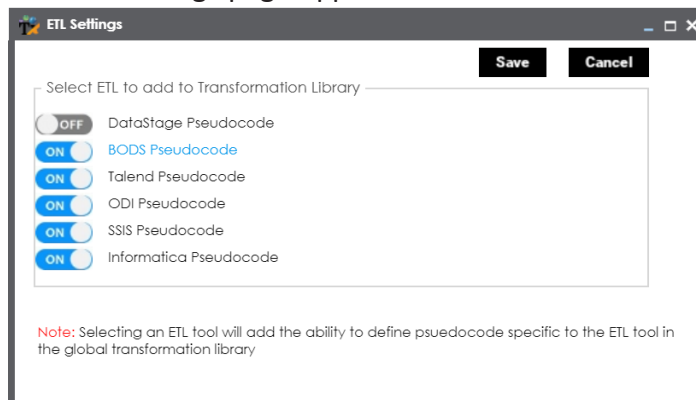 ETL Settings
Save Cancel
Select ETL to add to Transformation Library
OFF DataStage Pseudocode
ON BODS Pseudocode
ON Talend Pseudocode
ON ODI Pseudocode
ON SSIS Pseudocode
ON Informatica Pseudocode
Note: Selecting an ETL tool will add the ability to define psuedocode specific to the ETL tool in
the global transformation library